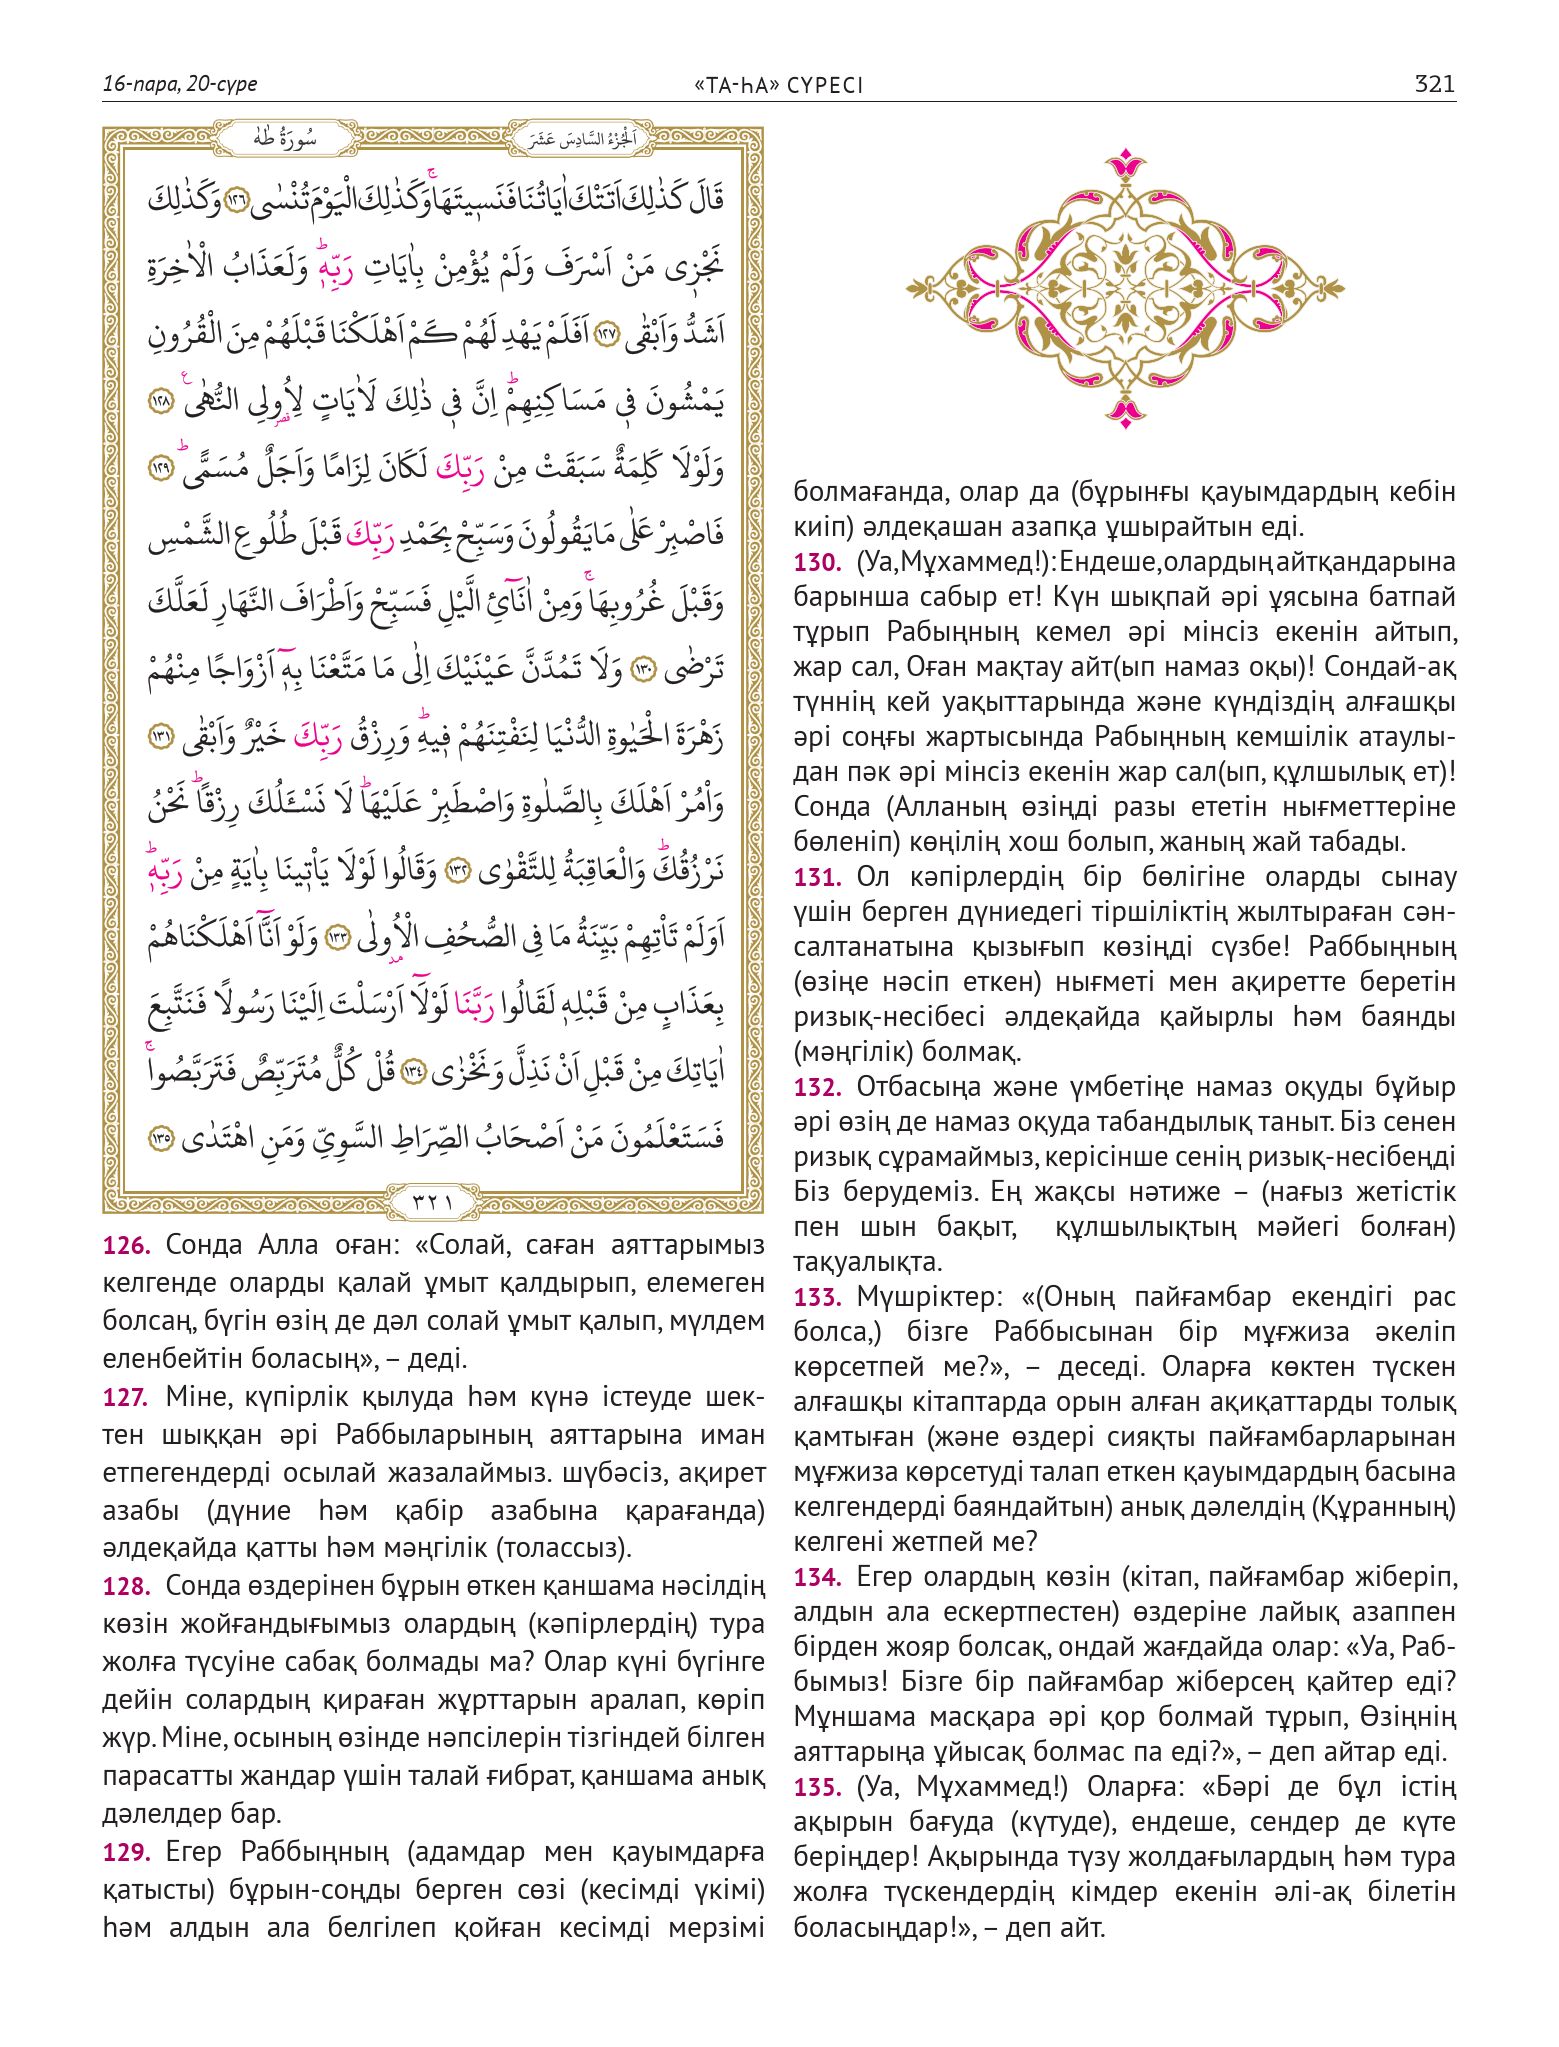 16-пара, 20-сүре
«ТА-ҺА» СҮРЕСІ
321
سُورَةُ طٰهٰ
اَلْجُزْءُ السَّادِسَ عَشَرَ
قَالَ كَذٰلِكَ اَتَتْكَ اٰيَاتُنَا فَنَس۪يتَهَاۚ وَكَذٰلِكَ الْيَوْمَ تُنْسٰى ﴿١٢٦﴾ وَكَذٰلِكَ
نَجْز۪ي مَنْ اَسْرَفَ وَلَمْ يُؤْمِنْ بِاٰيَاتِ رَبِّه۪ۜ وَلَعَذَابُ الْاٰخِرَةِ
اَشَدُّ وَاَبْقٰى ﴿١٢٧﴾ اَفَلَمْ يَهْدِ لَهُمْ كَمْ اَهْلَكْنَا قَبْلَهُمْ مِنَ الْقُرُونِ
يَمْشُونَ ف۪ي مَسَاكِنِهِمْۜ اِنَّ ف۪ي ذٰلِكَ لَاٰيَاتٍ لِاُولِي النُّهٰى۟ ﴿١٢٨﴾
وَلَوْلَا كَلِمَةٌ سَبَقَتْ مِنْ رَبِّكَ لَكَانَ لِزَامًا وَاَجَلٌ مُسَمًّىۜ ﴿١٢٩﴾
فَاصْبِرْ عَلٰى مَا يَقُولُونَ وَسَبِّحْ بِحَمْدِ رَبِّكَ قَبْلَ طُلُوعِ الشَّمْسِ
وَقَبْلَ غُرُوبِهَاۚ وَمِنْ اٰنَآئِ الَّيْلِ فَسَبِّحْ وَاَطْرَافَ النَّهَارِ لَعَلَّكَ
تَرْضٰى ﴿١٣٠﴾ وَلَا تَمُدَّنَّ عَيْنَيْكَ اِلٰى مَا مَتَّعْنَا بِه۪ٓ اَزْوَاجًا مِنْهُمْ
زَهْرَةَ الْحَيٰوةِ الدُّنْيَا لِنَفْتِنَهُمْ ف۪يهِۜ وَرِزْقُ رَبِّكَ خَيْرٌ وَاَبْقٰى ﴿١٣١﴾
وَأْمُرْ اَهْلَكَ بِالصَّلٰوةِ وَاصْطَبِرْ عَلَيْهَاۜ لَا نَسْـَٔلُكَ رِزْقًاۜ نَحْنُ
نَرْزُقُكَۜ وَالْعَاقِبَةُ لِلتَّقْوٰى ﴿١٣٢﴾ وَقَالُوا لَوْلَا يَأْت۪ينَا بِاٰيَةٍ مِنْ رَبِّه۪ۜ
اَوَلَمْ تَأْتِهِمْ بَيِّنَةُ مَا فِي الصُّحُفِ الْاُولٰى ﴿١٣٣﴾ وَلَوْ اَنَّٓا اَهْلَكْنَاهُمْ
بِعَذَابٍ مِنْ قَبْلِه۪ لَقَالُوا رَبَّنَا لَوْلَٓا اَرْسَلْتَ اِلَيْنَا رَسُولًا فَنَتَّبِعَ
اٰيَاتِكَ مِنْ قَبْلِ اَنْ نَذِلَّ وَنَخْزٰى ﴿١٣٤﴾ قُلْ كُلٌّ مُتَرَبِّصٌ فَتَرَبَّصُواۚ
فَسَتَعْلَمُونَ مَنْ اَصْحَابُ الصِّرَاطِ السَّوِيِّ وَمَنِ اهْتَدٰى ﴿١٣٥﴾
٣٢١
126. Сонда Алла оған: «Солай, саған аяттарымыз
келгенде оларды қалай ұмыт қалдырып, елемеген
болсаң, бүгін өзің де дәл солай ұмыт қалып, мүлдем
еленбейтін боласың», – деді.
127. Міне, күпірлік қылуда һәм күнә істеуде шек-
тен шыққан әрі Раббыларының аяттарына иман
етпегендерді осылай жазалаймыз. шүбәсіз, ақирет
азабы (дүние һәм қабір азабына қарағанда)
әлдеқайда қатты һәм мәңгілік (толассыз).
128. Сонда өздерінен бұрын өткен қаншама нәсілдің
көзін жойғандығымыз олардың (кәпірлердің) тура
жолға түсуіне сабақ болмады ма? Олар күні бүгінге
дейін солардың қираған жұрттарын аралап, көріп
жүр. Міне, осының өзінде нәпсілерін тізгіндей білген
парасатты жандар үшін талай ғибрат, қаншама анық
дәлелдер бар.
129. Егер Раббыңның (адамдар мен қауымдарға
қатысты) бұрын-соңды берген сөзі (кесімді үкімі)
һәм алдын ала белгілеп қойған кесімді мерзімі
болмағанда, олар да (бұрынғы қауымдардың кебін
киіп) әлдеқашан азапқа ұшырайтын еді.
130. (Уа, Мұхаммед!): Ендеше, олардың айтқандарына
барынша сабыр ет! Күн шықпай әрі ұясына батпай
тұрып Рабыңның кемел әрі мінсіз екенін айтып,
жар сал, Оған мақтау айт(ып намаз оқы)! Сондай-ақ
түннің кей уақыттарында және күндіздің алғашқы
әрі соңғы жартысында Рабыңның кемшілік атаулы-
дан пәк әрі мінсіз екенін жар сал(ып, құлшылық ет)!
Сонда (Алланың өзіңді разы ететін нығметтеріне
бөленіп) көңілің хош болып, жаның жай табады.
131. Ол кәпірлердің бір бөлігіне оларды сынау
үшін берген дүниедегі тіршіліктің жылтыраған сән-
салтанатына қызығып көзіңді сүзбе! Раббыңның
(өзіңе нәсіп еткен) нығметі мен ақиретте беретін
ризық-несібесі әлдеқайда қайырлы һәм баянды
(мәңгілік) болмақ.
132. Отбасыңа және үмбетіңе намаз оқуды бұйыр
әрі өзің де намаз оқуда табандылық таныт. Біз сенен
ризық сұрамаймыз, керісінше сенің ризық-несібеңді
Біз берудеміз. Ең жақсы нәтиже – (нағыз жетістік
пен шын бақыт, құлшылықтың мәйегі болған)
тақуалықта.
133. Мүшріктер: «(Оның пайғамбар екендігі рас
болса,) бізге Раббысынан бір мұғжиза әкеліп
көрсетпей ме?», – деседі. Оларға көктен түскен
алғашқы кітаптарда орын алған ақиқаттарды толық
қамтыған (және өздері сияқты пайғамбарларынан
мұғжиза көрсетуді талап еткен қауымдардың басына
келгендерді баяндайтын) анық дәлелдің (Құранның)
келгені жетпей ме?
134. Егер олардың көзін (кітап, пайғамбар жіберіп,
алдын ала ескертпестен) өздеріне лайық азаппен
бірден жояр болсақ, ондай жағдайда олар: «Уа, Раб-
бымыз! Бізге бір пайғамбар жіберсең қайтер еді?
Мұншама масқара әрі қор болмай тұрып, Өзіңнің
аяттарыңа ұйысақ болмас па еді?», – деп айтар еді.
135. (Уа, Мұхаммед!) Оларға: «Бәрі де бұл істің
ақырын бағуда (күтуде), ендеше, сендер де күте
беріңдер! Ақырында түзу жолдағылардың һәм тура
жолға түскендердің кімдер екенін әлі-ақ білетін
боласыңдар!», – деп айт.